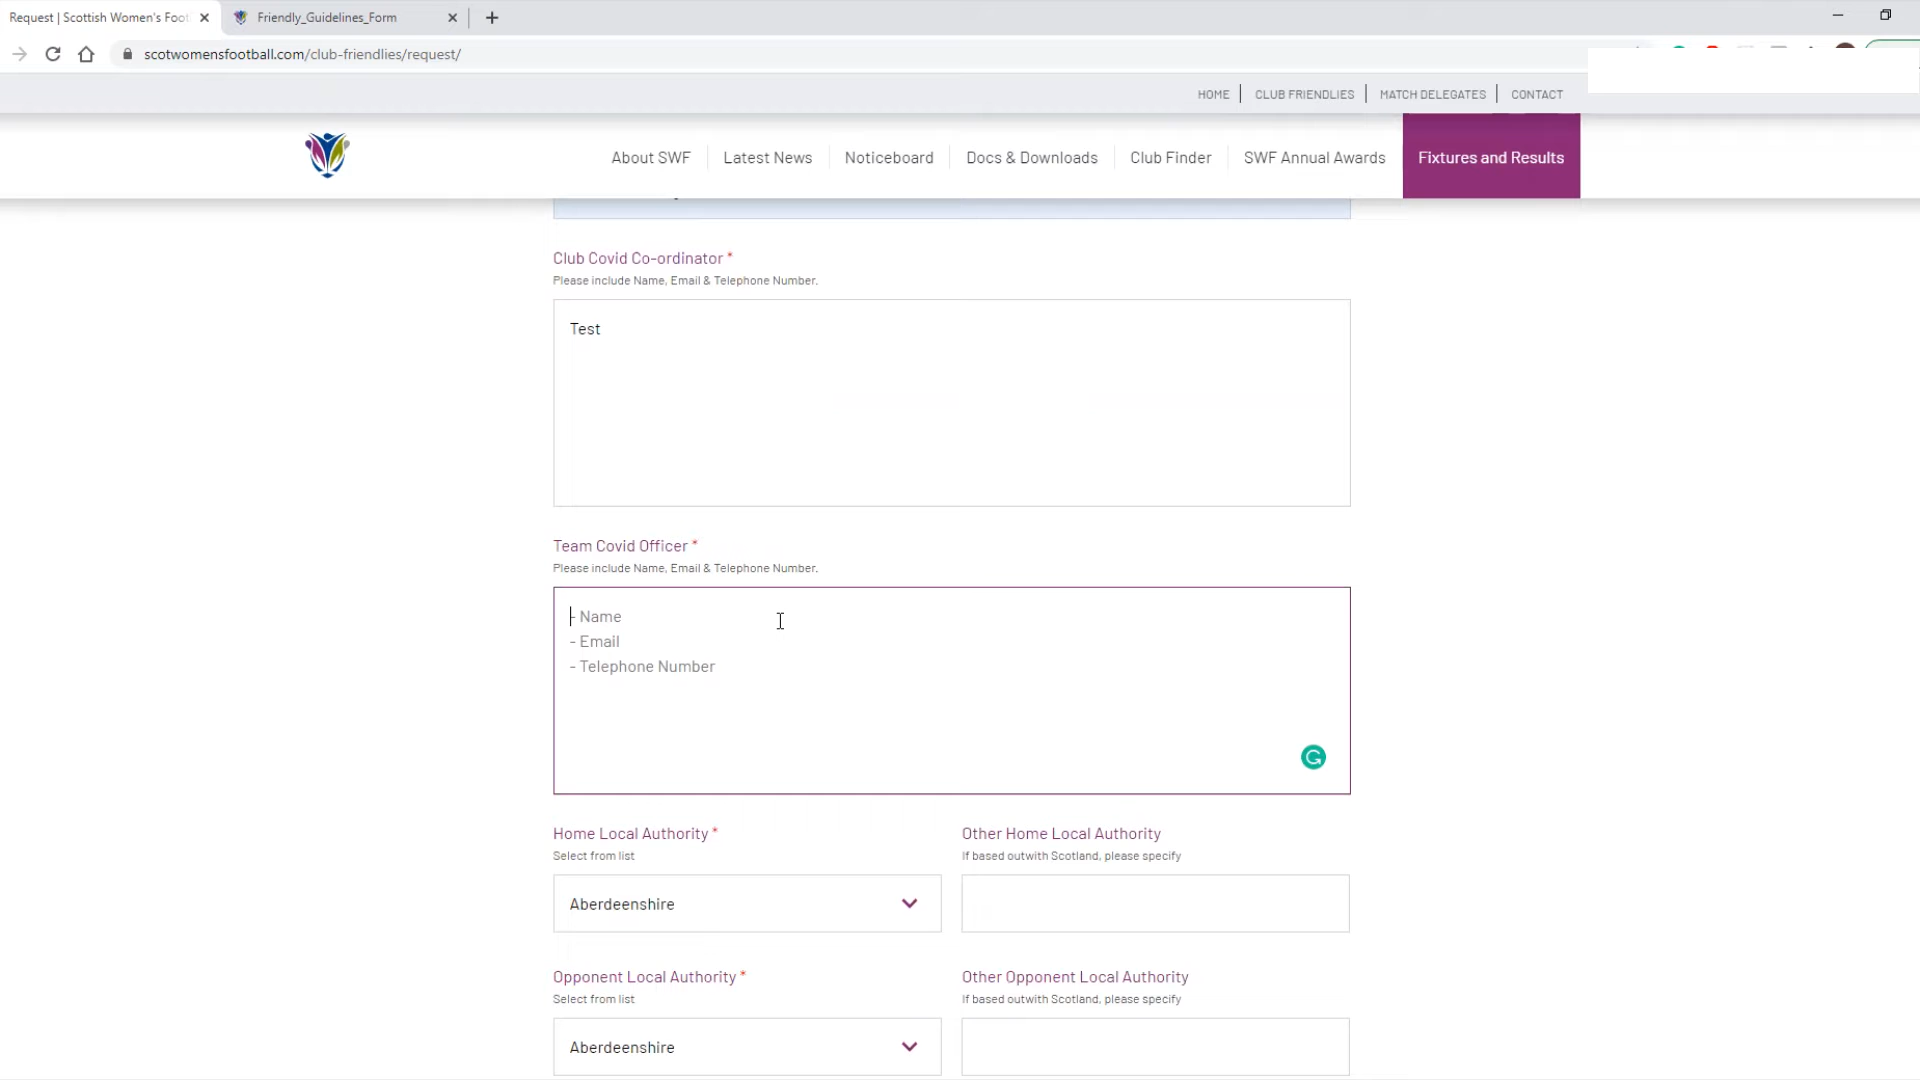 Request | Scottish Women's Foot
Friendly_Guidelines_Form
scotwomensfootball.com/club-friendlies/request/
HOME CLUB FRIENDLIES MATCH DELEGATES CONTACT
About SWF Latest News Noticeboard Docs & Downloads Club Finder SWF Annual Awards Fixtures and Results
Club Covid Co-ordinator *
Please include Name, Email & Telephone Number.
Test
Team Covid Officer *
Please include Name, Email & Telephone Number.
- Name
- Email
- Telephone Number
Home Local Authority * Other Home Local Authority
Select from list If based outwith Scotland, please specify
Aberdeenshire
Opponent Local Authority * Other Opponent Local Authority
Select from list If based outwith Scotland, please specify
Aberdeenshire